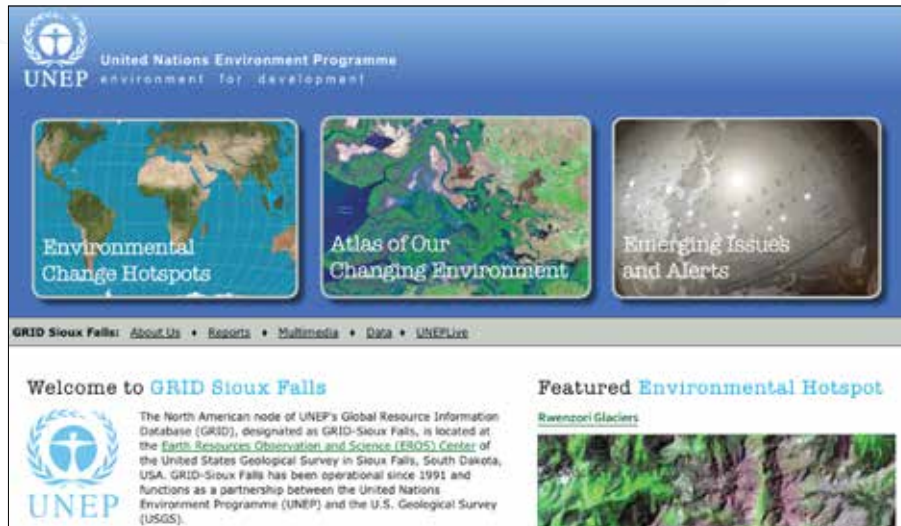 United Nations Environment Programme
UNEP environment for development
Environmental
Change Hotspots
Atlas of Our
Changing Environment
Emerging Issues
and Alerts
GRID Sioux Falls: About Us ♦ Reports ♦ Multimedia ♦ Data ♦ UNEPLive
Welcome to GRID Sioux Falls
UNEP
The North American node of UNEP's Global Resource Information
Database (GRID), designated as GRID-Sioux Falls, is located at
the Earth Resources Observation and Science (EROS) Center of
the United States Geological Survey in Sioux Falls, South Dakota,
USA. GRID-Sioux Falls has been operational since 1991 and
functions as a partnership between the United Nations
Environment Programme (UNEP) and the U.S. Geological Survey
(USGS).
Featured Environmental Hotspot
Rwenzori Glaciers